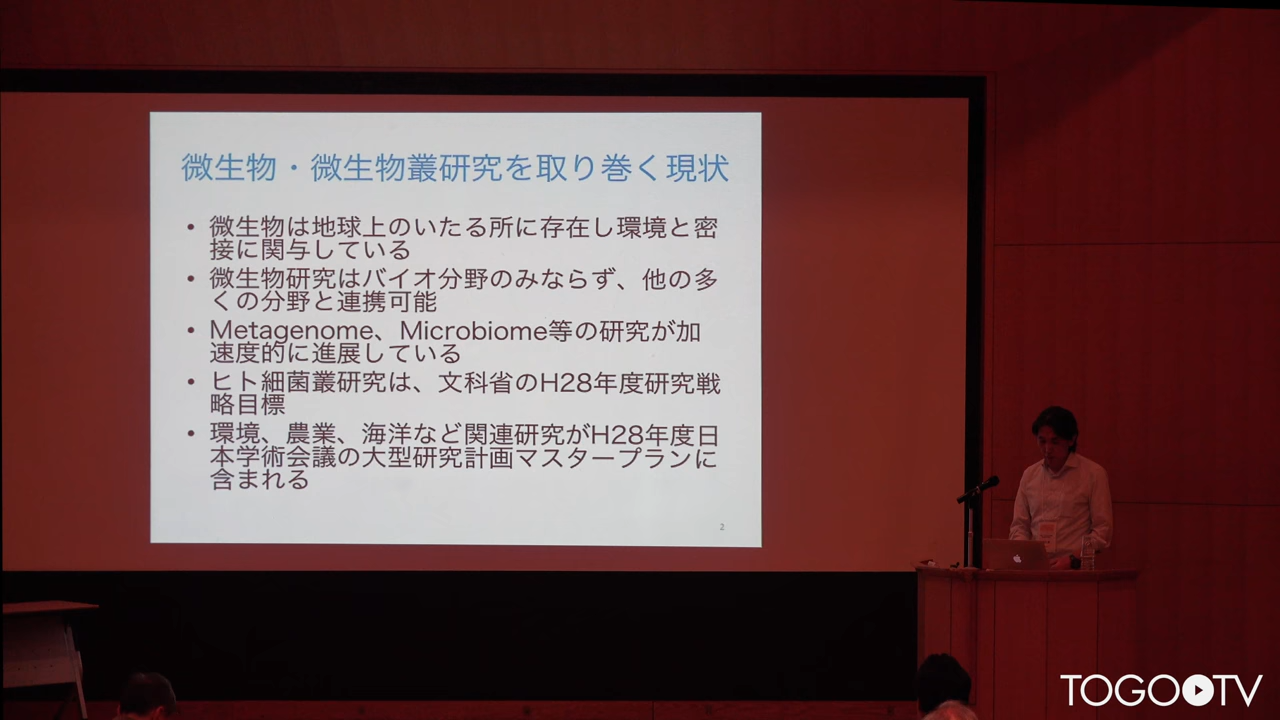 微生物・微生物叢研究を取り巻く現状
• 微生物は地球上のいたる所に存在し環境と密
接に関与している
• 微生物研究はバイオ分野のみならず、他の多
くの分野と連携可能
• Metagenome、Microbiome等の研究が加
速度的に進展している
• ヒト細菌叢研究は、文科省のH28年度研究戦
略目標
• 環境、農業、海洋など関連研究がH28年度日
本学術会議の大型研究計画マスタープランに
含まれる
2
TOGO TV